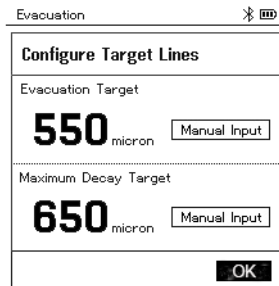 Evacuation
Configure Target Lines
Evacuation Target
550 micron Manual Input
Maximum Decay Target
650 micron Manual Input
OK